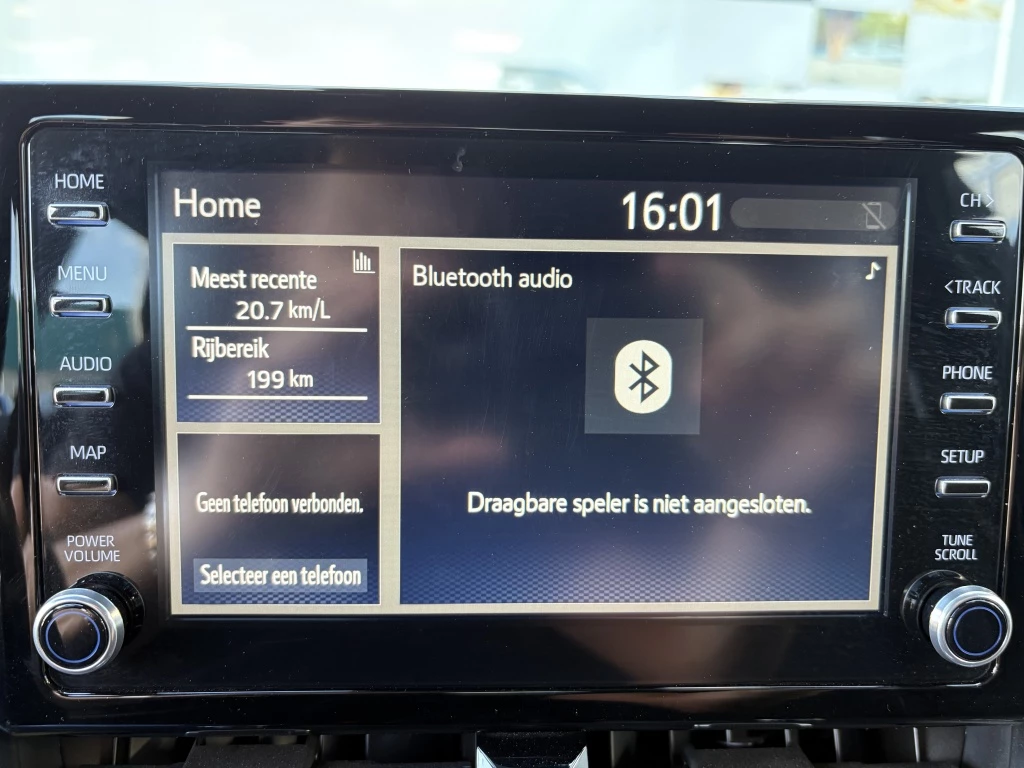 HOME
MENU
AUDIO
MAP
POWER
VOLUME
Home
16:01
Meest recente
20.7 km/L
Rijbereik
199 km
Geen telefoon verbonden.
Selecteer een telefoon
Bluetooth audio
Draagbare speler is niet aangesloten.
CH >
<TRACK
PHONE
SETUP
TUNE
SCROLL